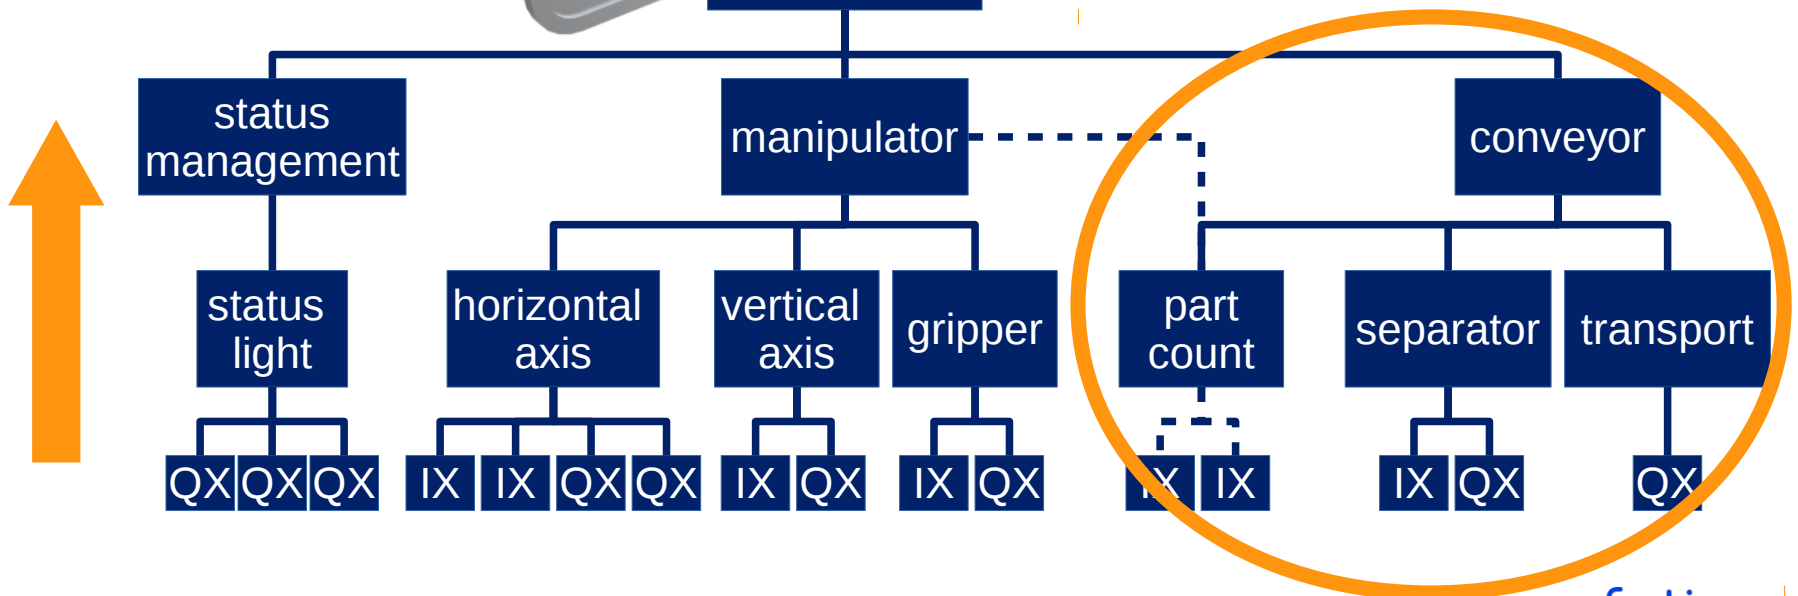 status
management
manipulator
conveyor
status
light
horizontal
axis
vertical
axis
gripper
part
count
separator
transport
QX QX QX
IX IX QX QX
IX QX
IX QX
IX IX
IX QX
QX